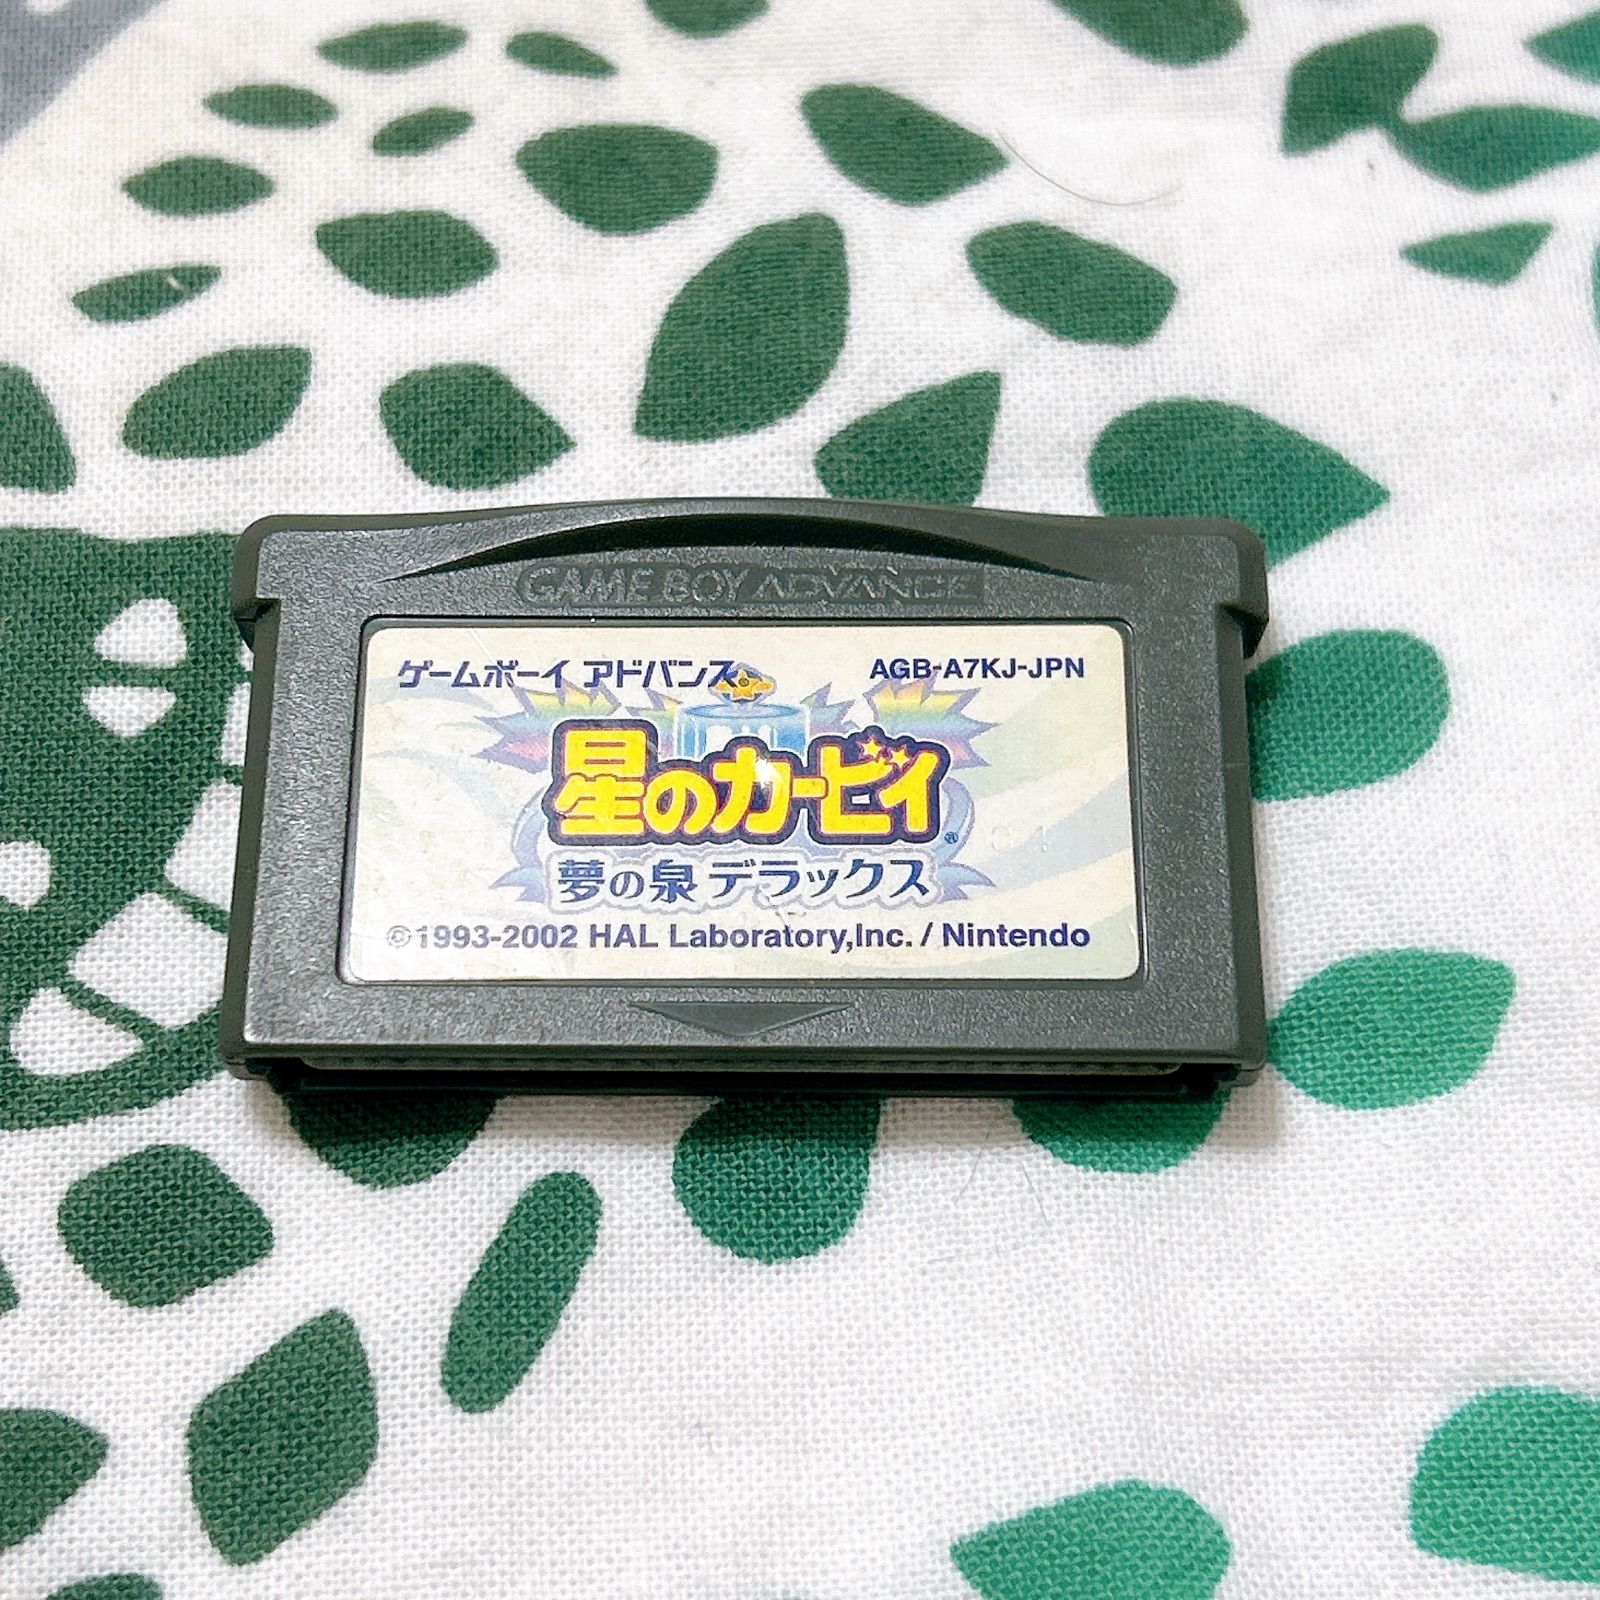 GAME BOY ADVANCE
ゲームボーイ アドバンス AGB-A7KJ-JPN
星のカービィ®
夢の泉デラックス
©1993-2002 HAL Laboratory,Inc. / Nintendo